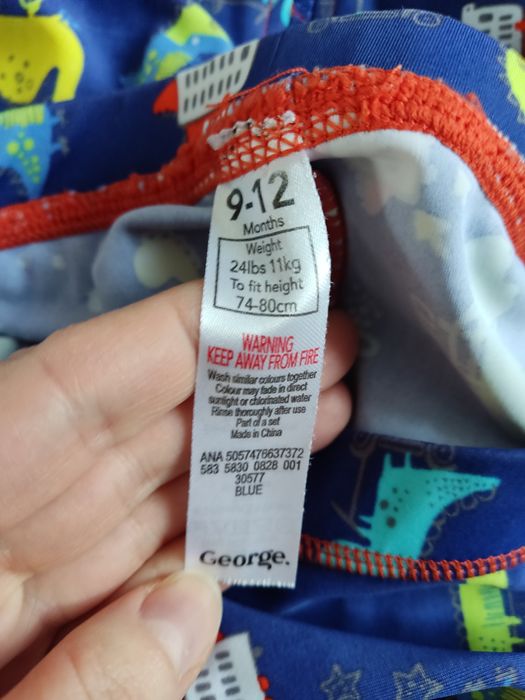 9-12
Months
Weight
24lbs 11kg
To fit height
74-80cm
WARNING
KEEP AWAY FROM FIRE
Wash similar colours together
Colour may fade in direct
sunlight or chlorinated water
Rinse thoroughly after use
Part of a set
Made in China
ANA 5057476637372
583 5830 0828 001
30577
BLUE
George.